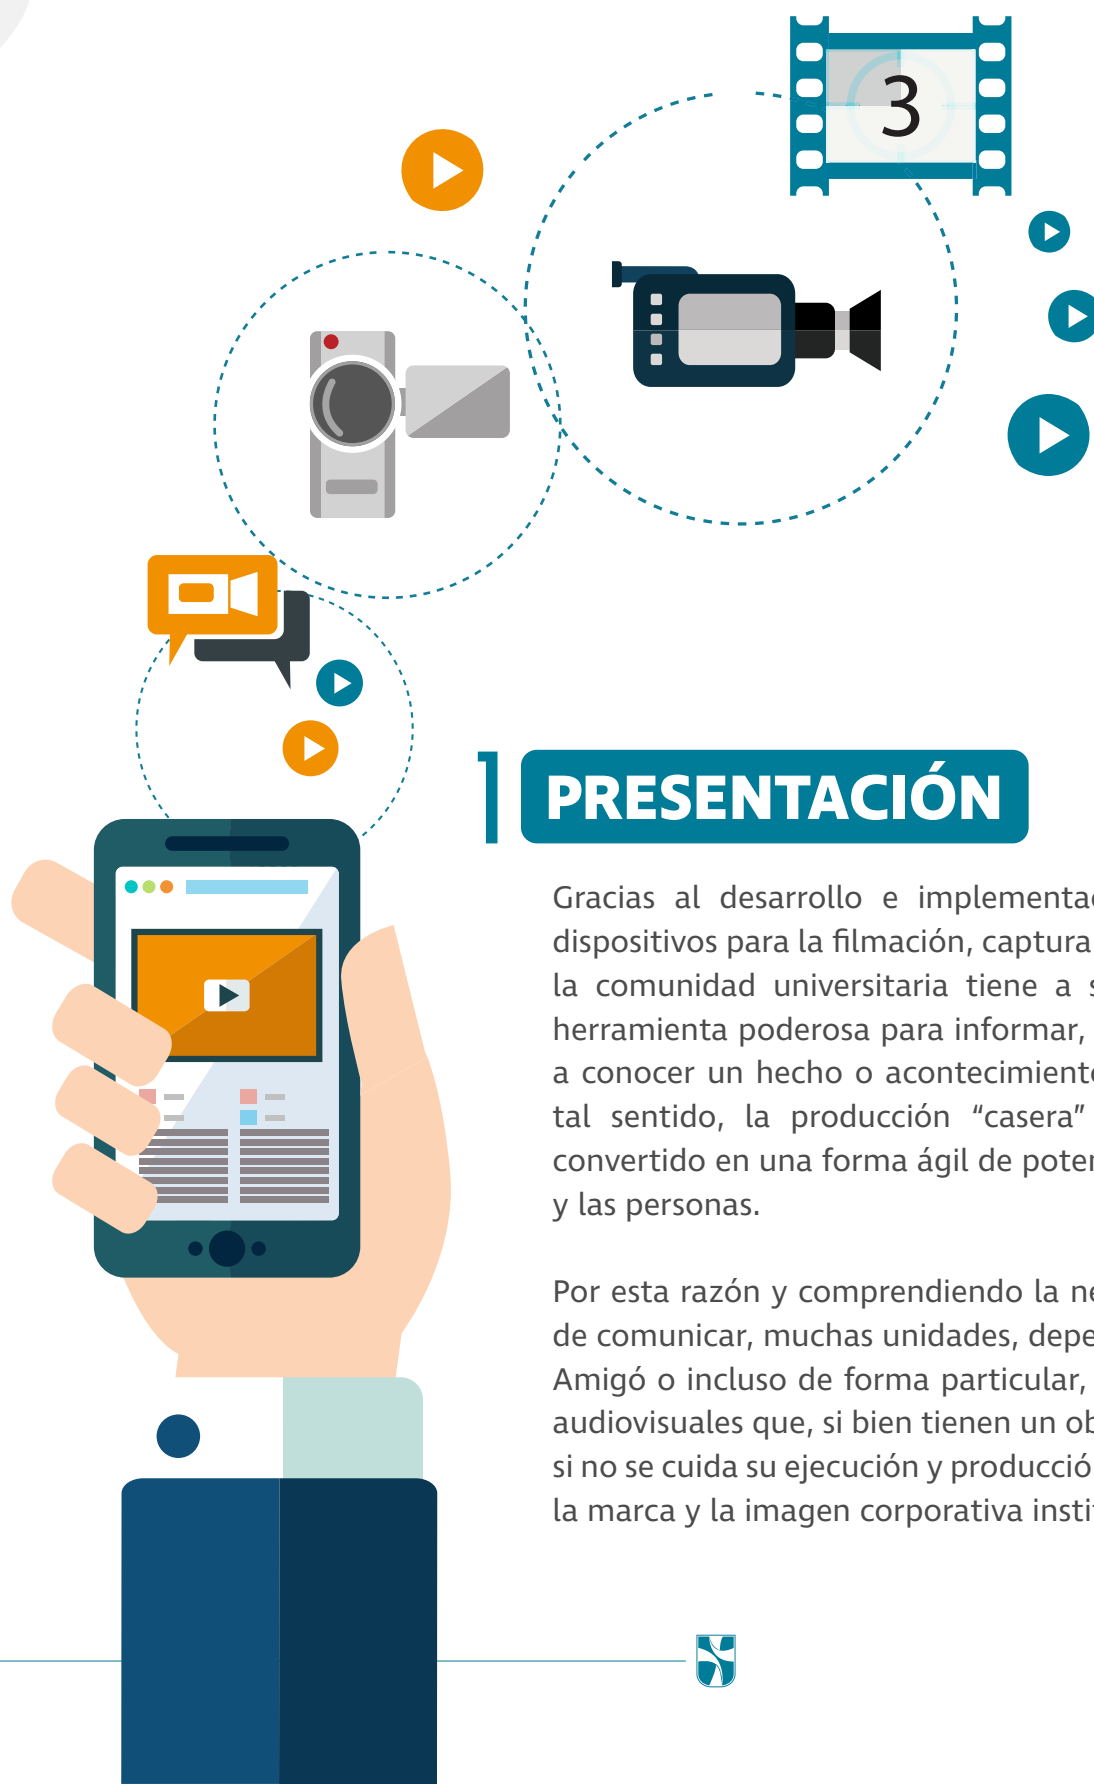 3
1 PRESENTACIÓN
Gracias al desarrollo e
dispositivos para la filmación, captura
la comunidad universitaria tiene a
herramienta poderosa para informar,
a conocer un hecho o
tal sentido, la producción “casera”
convertido en una forma ágil de
y las personas.
Por esta razón y comprendiendo la
de comunicar, muchas unidades,
Amigó o incluso de forma particular,
audiovisuales que, si bien tienen un
si no se cuida su ejecución y
la marca y la imagen corporativa